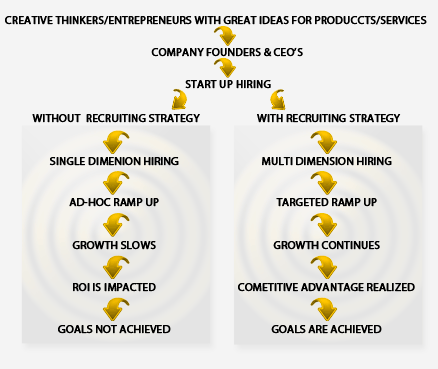 CREATIVE THINKERS/ENTREPRENEURS WITH GREAT IDEAS FOR PRODUCCTS/SERVICES
COMPANY FOUNDERS & CEO'S
START UP HIRING
WITHOUT RECRUITING STRATEGY
SINGLE DIMENION HIRING
AD-HOC RAMP UP
GROWTH SLOWS
ROI IS IMPACTED
GOALS NOT ACHIEVED
WITH RECRUITING STRATEGY
MULTI DIMENSION HIRING
TARGETED RAMP UP
GROWTH CONTINUES
COMETITIVE ADVANTAGE REALIZED
GOALS ARE ACHIEVED